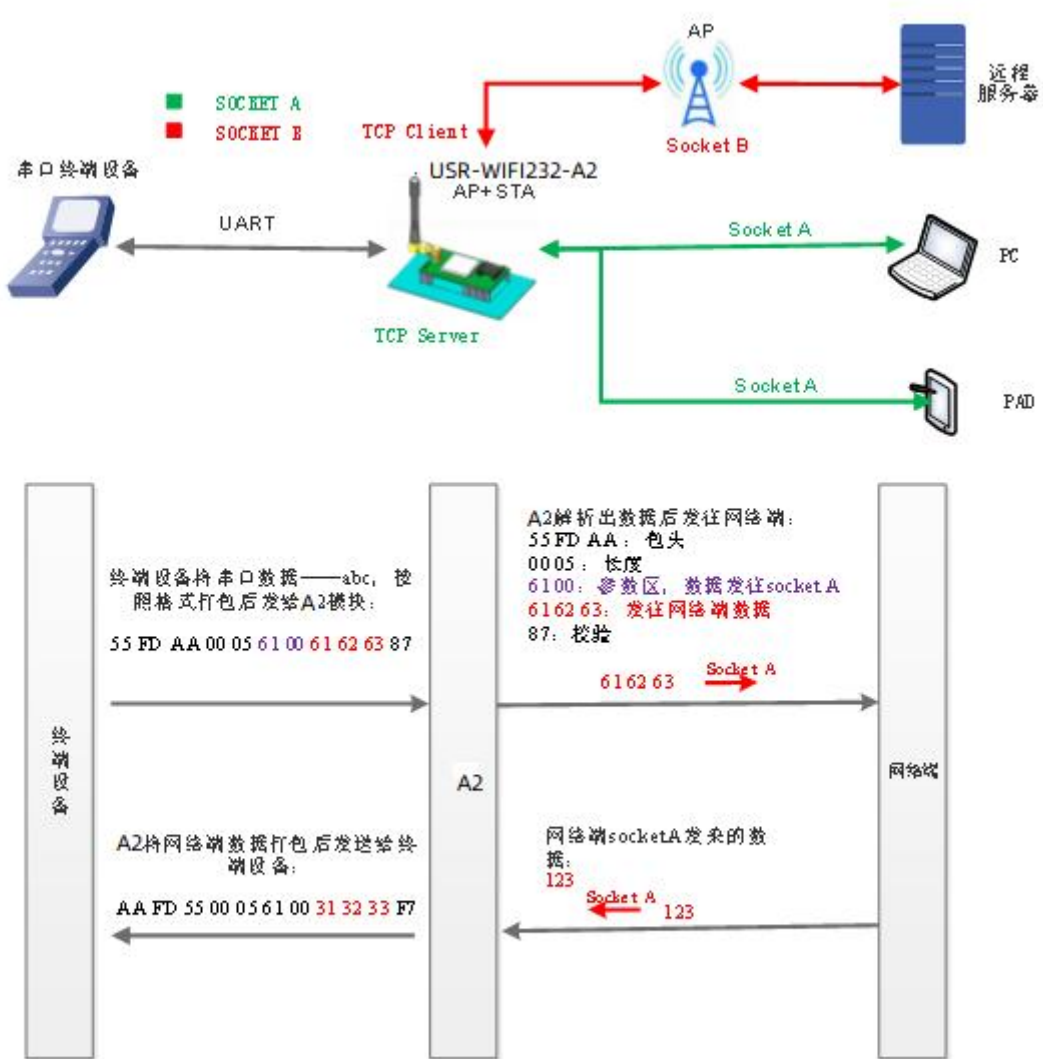 AP
远程
服务器
SOCKET A
SOCKET B
TCP Client
Socket B
串口终端设备
USR-WIFI232-A2
AP+STA
UART
Socket A
PC
TCP Server
Socket A
PAD
A2解析出数据后发往网络端：
55 FD AA：包头
00 05：长度
61 00：参数区，数据发往socket A
61 62 63：发往网络端数据
87：校验
终端设备将串口数据——abc，按
照格式打包后发给A2模块：
55 FD AA 00 05 61 00 61 62 63 87
61 62 63
Socket A
终端设备
A2
网络端
A2将网络端数据打包后发送给终
端设备：
AA FD 55 00 05 61 00 31 32 33 F7
网络端socketA发来的数
据：
123
Socket A
123